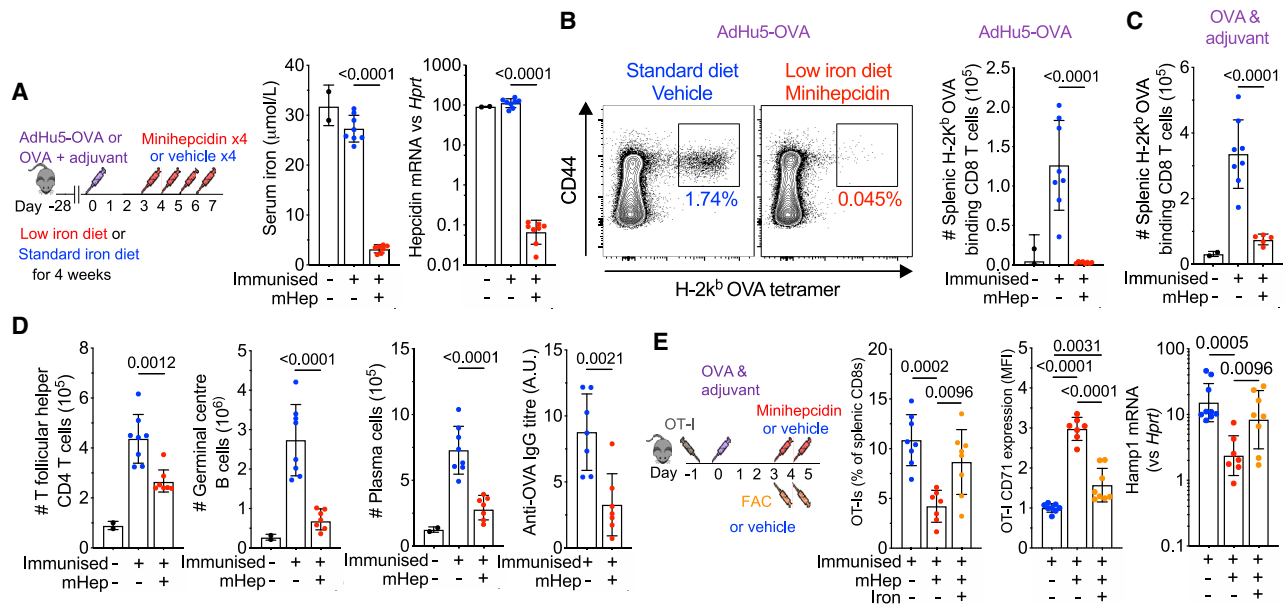 A
AdHu5-OVA or
OVA + adjuvant
Minihepcidin x4
or vehicle x4
Day -28 0 1 2 3 4 5 6 7
Low iron diet or
Standard iron diet
for 4 weeks
Serum iron (μmol/L)
40
30
20
10
0
<0.0001
Immunised - + +
mHep - - +
Hepcidin mRNA vs Hprt
1000
100
10
1
0.1
0.01
<0.0001
- + +
- - +
B
AdHu5-OVA
Standard diet
Vehicle
Low iron diet
Minihepcidin
CD44
1.74%
0.045%
H-2kᵇ OVA tetramer
AdHu5-OVA
# Splenic H-2Kᵇ OVA
binding CD8 T cells (10⁵)
2.5
2.0
1.5
1.0
0.5
0.0
<0.0001
Immunised - + +
mHep - - +
C
OVA &
adjuvant
# Splenic H-2Kᵇ OVA
binding CD8 T cells (10⁵)
6
4
2
0
<0.0001
Immunised - + +
mHep - - +
D
# T follicular helper
CD4 T cells (10⁵)
8
6
4
2
0
0.0012
Immunised - + +
mHep - - +
# Germinal centre
B cells (10⁶)
5
4
3
2
1
0
<0.0001
- + +
- - +
# Plasma cells (10⁵)
15
10
5
0
<0.0001
Immunised - + +
mHep - - +
Anti-OVA IgG titre (A.U.)
15
10
5
0
0.0021
Immunised + +
mHep - +
E
OVA &
adjuvant
OT-I
Minihepcidin
or vehicle
Day -1 0 1 2 3 4 5
FAC
or vehicle
OT-Is (% of splenic CD8s)
20
15
10
5
0
0.0002
0.0096
Immunised + + +
mHep - + +
Iron - - +
OT-I CD71 expression (MFI)
5
4
3
2
1
0
0.0031
<0.0001
<0.0001
+ + +
- + +
- - +
Hamp1 mRNA
(vs Hprt)
100
10
1
0.1
0.0005
0.0096
+ + +
- + +
- - +